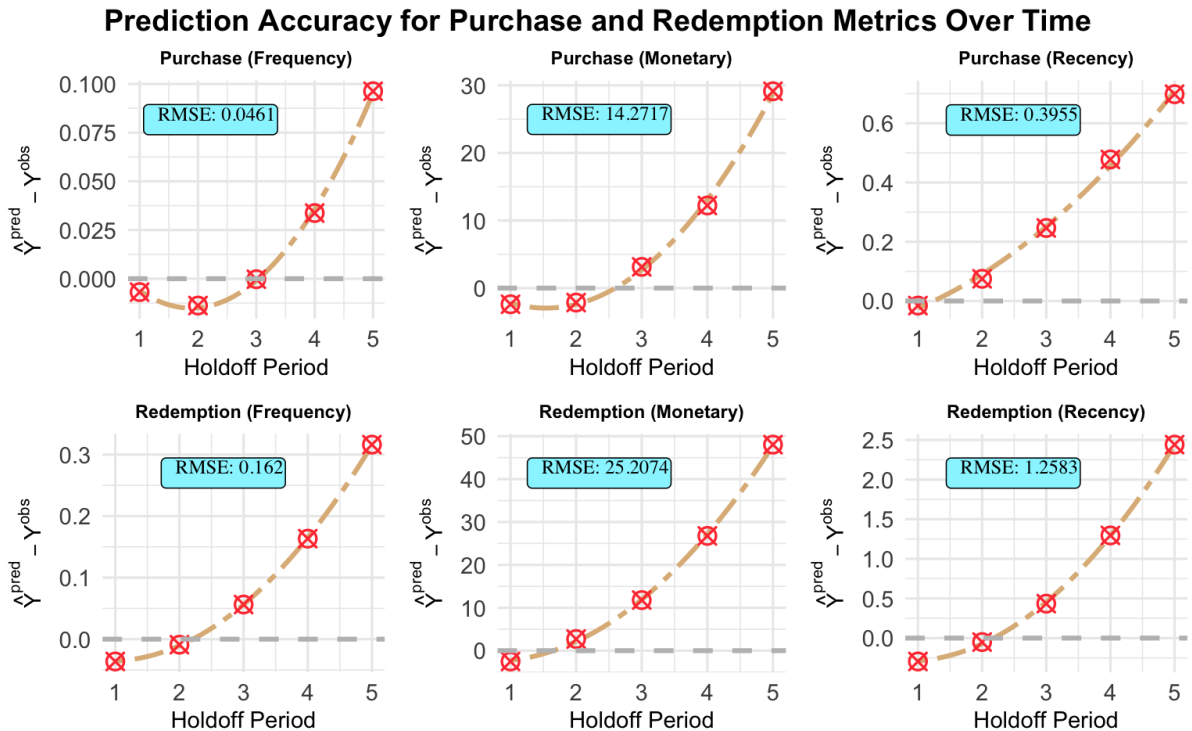 Prediction Accuracy for Purchase and Redemption Metrics Over Time
Purchase (Frequency)
RMSE: 0.0461
0.100
0.075
0.050
0.025
0.000
Ŷpred − Yobs
1 2 3 4 5
Holdoff Period
Purchase (Monetary)
RMSE: 14.2717
30
20
10
0
Ŷpred − Yobs
1 2 3 4 5
Holdoff Period
Purchase (Recency)
RMSE: 0.3955
0.6
0.4
0.2
0.0
Ŷpred − Yobs
1 2 3 4 5
Holdoff Period
Redemption (Frequency)
RMSE: 0.162
0.3
0.2
0.1
0.0
Ŷpred − Yobs
1 2 3 4 5
Holdoff Period
Redemption (Monetary)
RMSE: 25.2074
50
40
30
20
10
0
Ŷpred − Yobs
1 2 3 4 5
Holdoff Period
Redemption (Recency)
RMSE: 1.2583
2.5
2.0
1.5
1.0
0.5
0.0
Ŷpred − Yobs
1 2 3 4 5
Holdoff Period